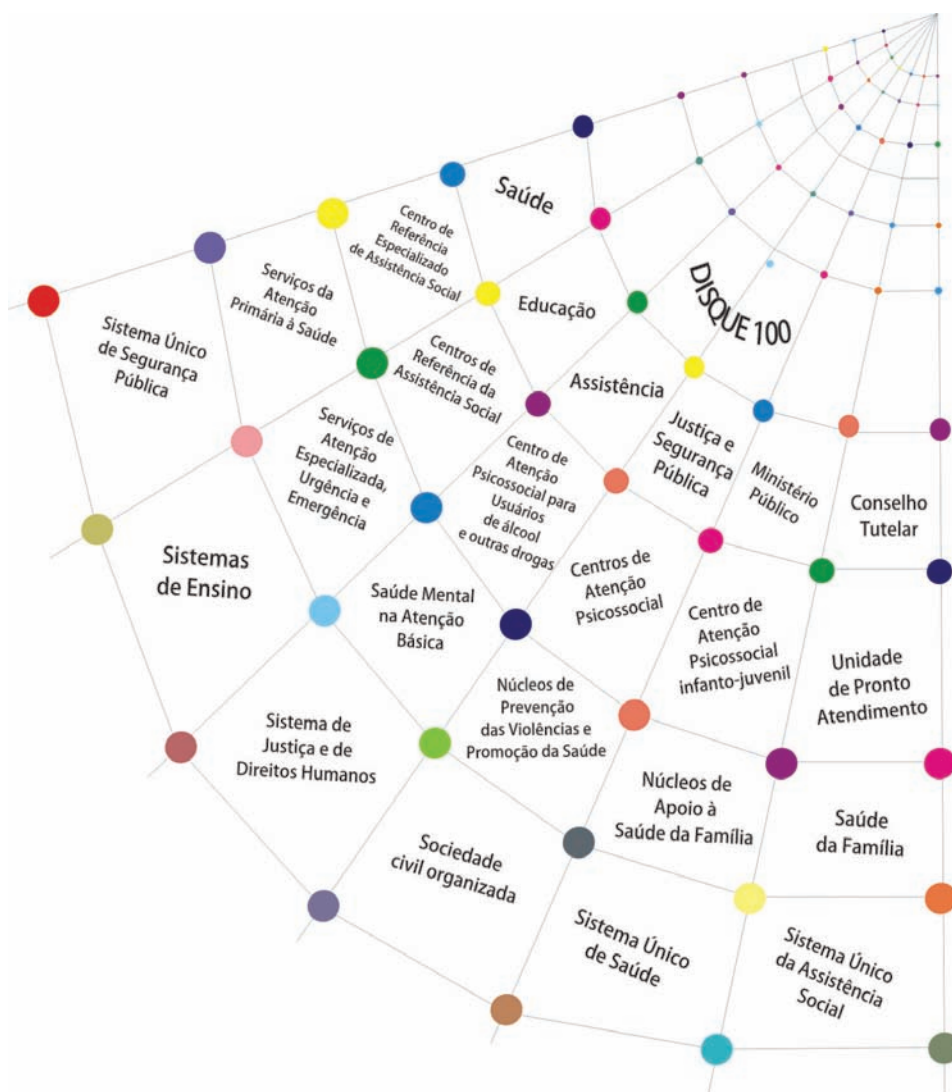 Saúde
Centro de
Referência
Especializado
de Assistência Social
Serviços da
Atenção
Primária à Saúde
Sistema Único
de Segurança
Pública
Educação
DISQUE 100
Centros de
Referência da
Assistência Social
Assistência
Serviços de
Atenção
Especializada,
Urgência e
Emergência
Centro de
Atenção
Psicossocial para
Usuários
de álcool
e outras drogas
Justiça e
Segurança
Pública
Ministério
Público
Conselho
Tutelar
Sistemas
de Ensino
Saúde Mental
na Atenção
Básica
Centros de
Atenção
Psicossocial
Centro de
Atenção
Psicossocial
infanto-juvenil
Unidade
de Pronto
Atendimento
Sistema de
Justiça e de
Direitos Humanos
Núcleos de
Prevenção
das Violências e
Promoção da Saúde
Núcleos de
Apoio à
Saúde da Família
Saúde
da Família
Sociedade
civil organizada
Sistema Único
de Saúde
Sistema Único
da Assistência
Social